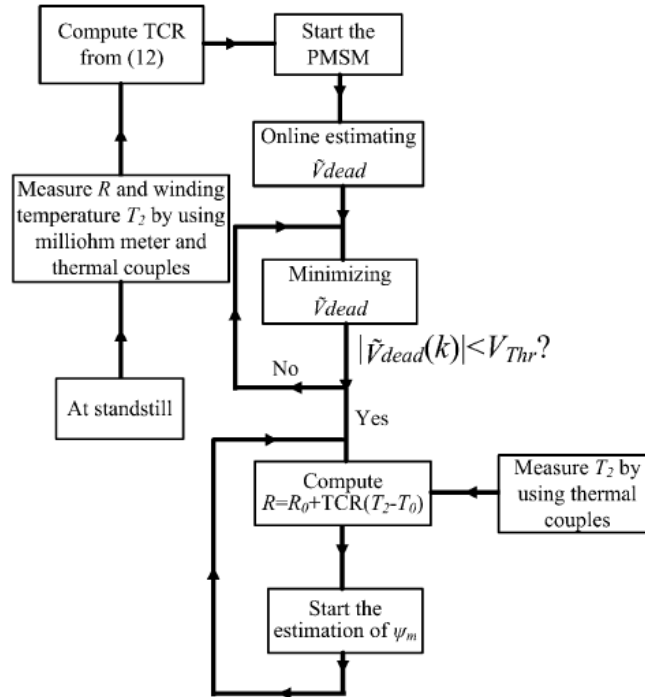 At standstill
Measure R and winding
temperature T₂ by using
milliohm meter and
thermal couples
Compute TCR
from (12)
Start the
PMSM
Online estimating
Ṽdead
Minimizing
Ṽdead
|Ṽdead(k)|<V_Thr?
No
Yes
Compute
R=R₀+TCR(T₂-T₀)
Measure T₂ by
using thermal
couples
Start the
estimation of ψₘ